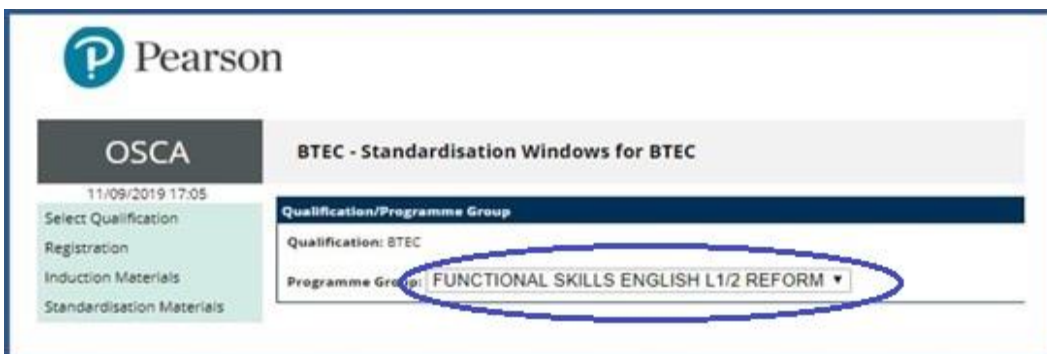 Pearson
OSCA
BTEC - Standardisation Windows for BTEC
11/09/2019 17:05
Select Qualification
Registration
Induction Materials
Standardisation Materials
Qualification/Programme Group
Qualification: BTEC
Programme Group: FUNCTIONAL SKILLS ENGLISH L1/2 REFORM